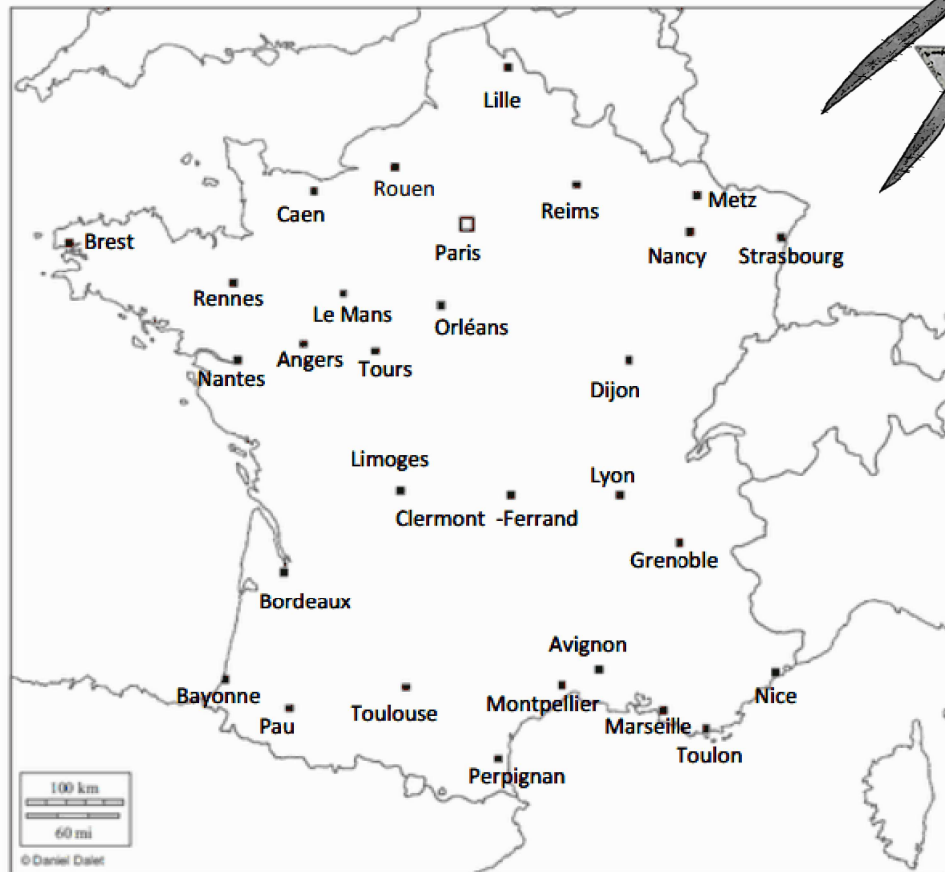 Lille
Rouen
Caen
Reims
Metz
Brest
Paris
Nancy
Strasbourg
Rennes
Le Mans
Orléans
Angers
Tours
Nantes
Dijon
Limoges
Lyon
Clermont -Ferrand
Grenoble
Bordeaux
Avignon
Bayonne
Montpellier
Nice
Pau
Toulouse
Marseille
Toulon
Perpignan
100 km
60 mi
© Daniel Dalet